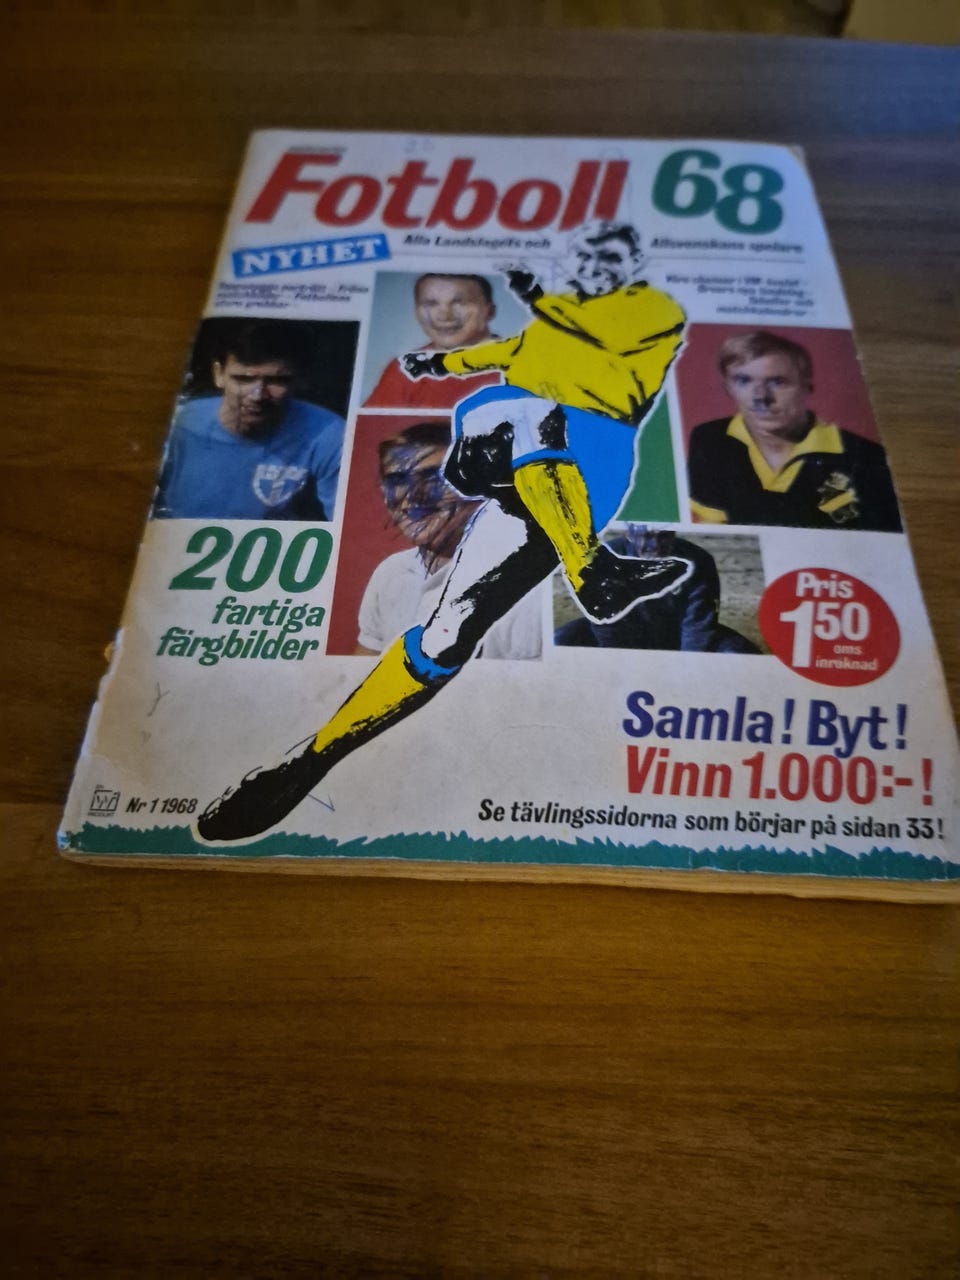 Fotboll 68
NYHET
Alla Landslagets och Allsvenskans spelare
200
fartiga
färgbilder
Pris
1 50
oms
inräknad
Samla! Byt!
Vinn 1.000:-!
Nr 1 1968
Se tävlingssidorna som börjar på sidan 33!